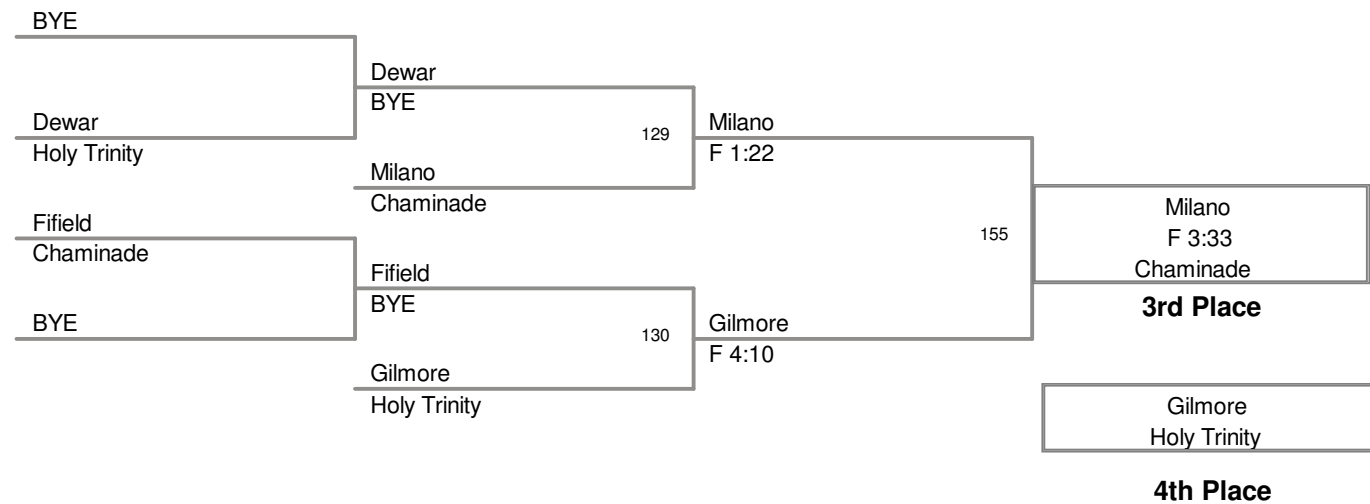 BYE
Dewar
Holy Trinity
Fifield
Chaminade
BYE
Dewar
BYE
129
Milano
Chaminade
Fifield
BYE
130
Gilmore
Holy Trinity
Milano
F 1:22
155
Gilmore
F 4:10
Milano
F 3:33
Chaminade
3rd Place
Gilmore
Holy Trinity
4th Place